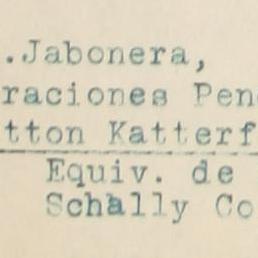 .Jabonera,
raciones Pen
tton Katterf
Equiv. de
Schally Co